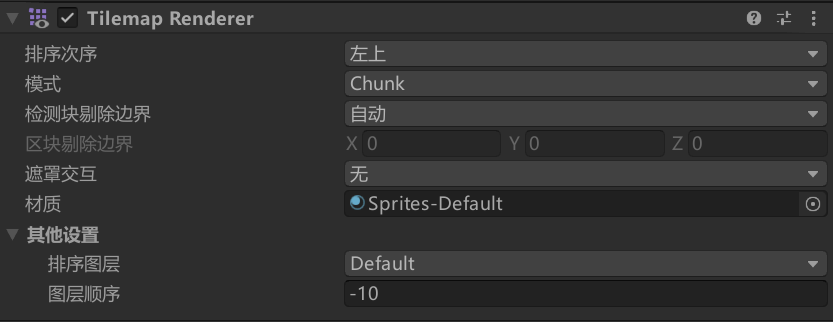 Tilemap Renderer
排序次序 左上
模式 Chunk
检测块剔除边界 自动
区块剔除边界 X 0 Y 0 Z 0
遮罩交互 无
材质 Sprites-Default
其他设置
排序图层 Default
图层顺序 -10